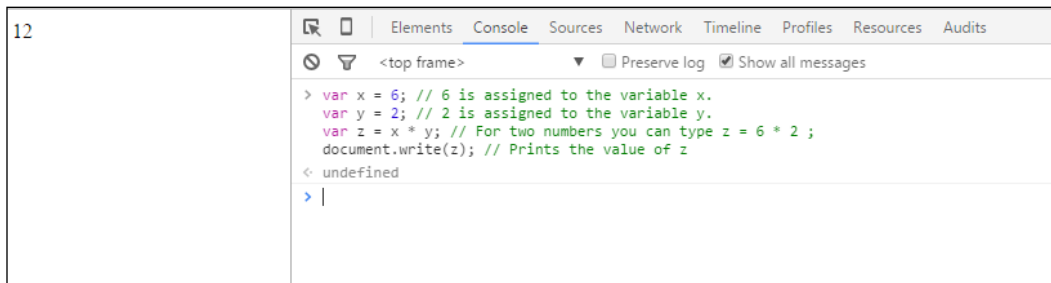 12
Elements Console Sources Network Timeline Profiles Resources Audits
<top frame> ▼ Preserve log Show all messages
> var x = 6; // 6 is assigned to the variable x.
var y = 2; // 2 is assigned to the variable y.
var z = x * y; // For two numbers you can type z = 6 * 2 ;
document.write(z); // Prints the value of z
undefined
>